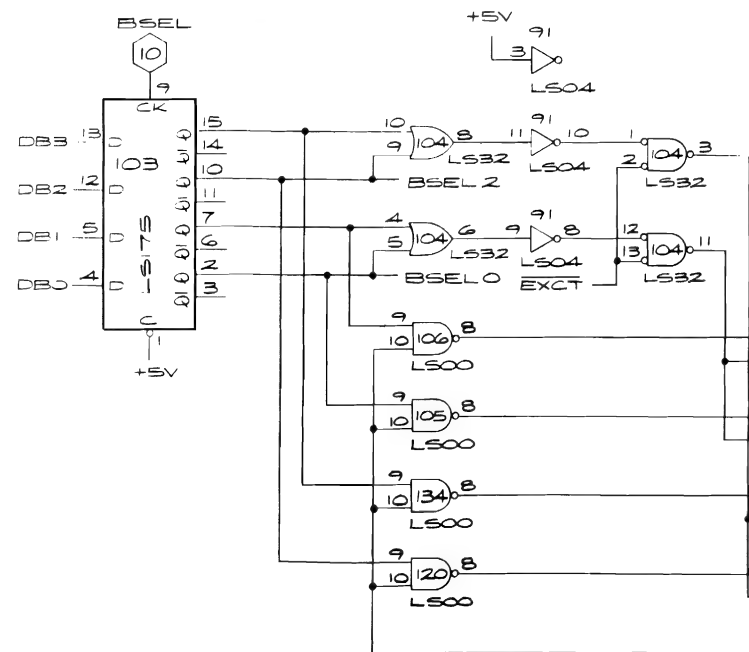 BSEL
10
9
CK
+5V
3
91
LS04
DB3 13 D
DB2 12 D
DB1 5 D
DB0 4 D
103
LS175
Q 15
Q̅ 14
Q 10
Q̅ 11
Q 7
Q̅ 6
Q 2
Q̅ 3
C
1
+5V
10
9
104
8
LS32
11
91
10
LS04
1
2
104
3
LS32
BSEL 2
4
5
104
6
LS32
9
91
8
LS04
12
13
104
11
LS32
BSEL 0
E̅X̅C̅T̅
9
10
106
8
LS00
9
10
105
8
LS00
9
10
134
8
LS00
9
10
120
8
LS00